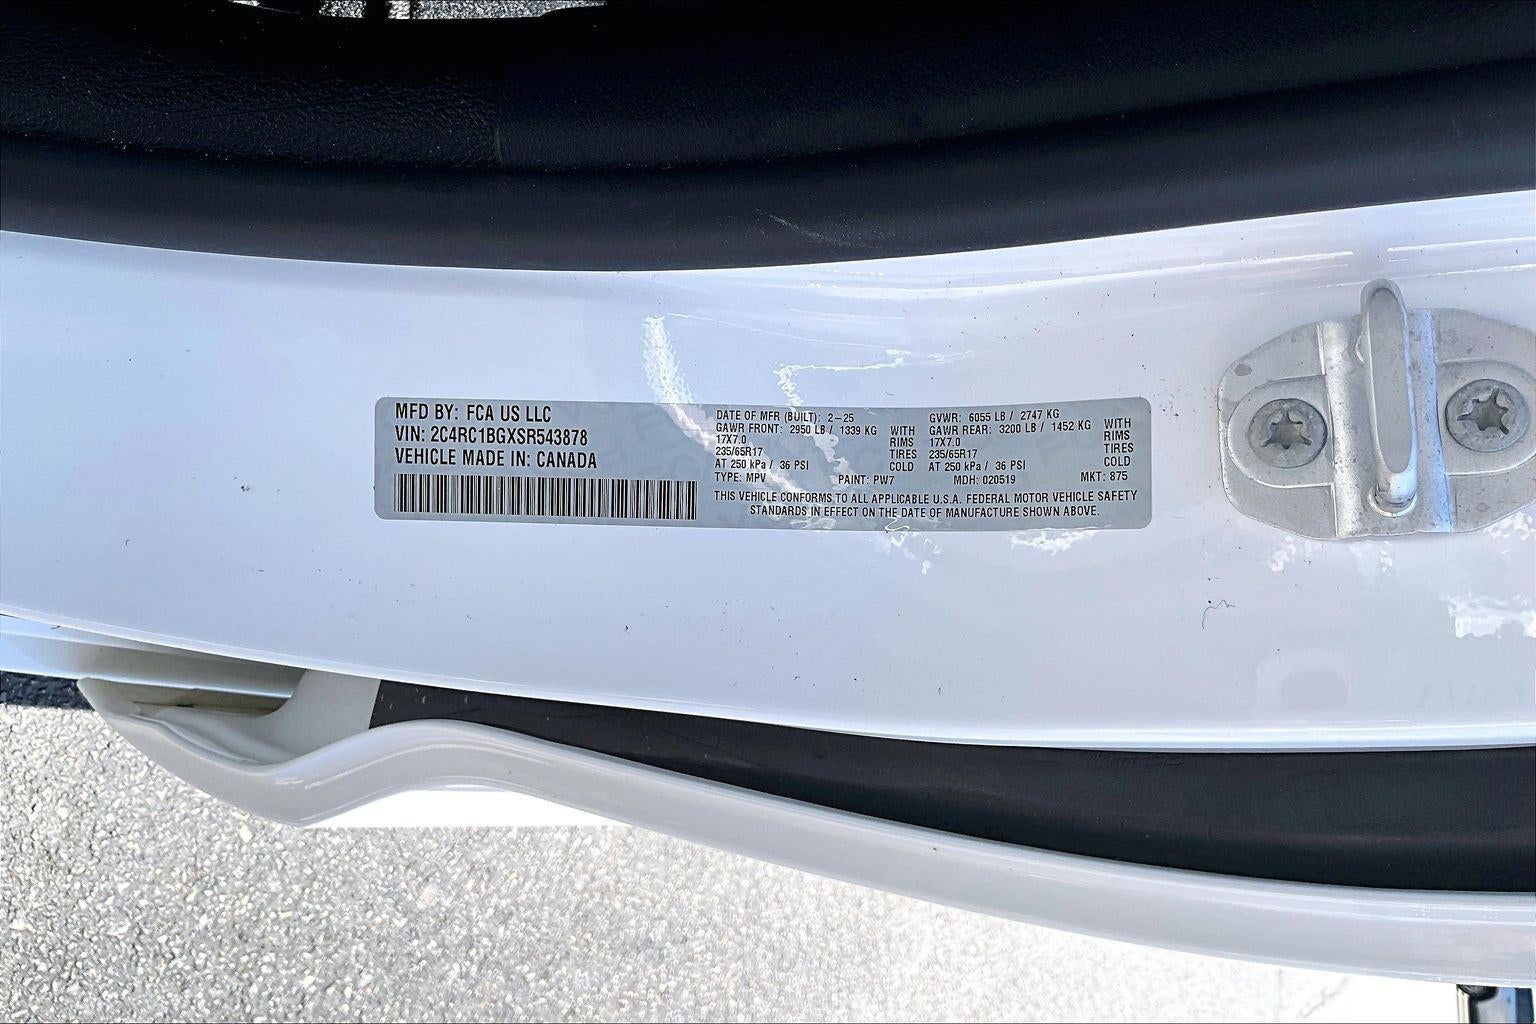 MFD BY: FCA US LLC
VIN: 2C4RC1BGXSR543878
VEHICLE MADE IN: CANADA
DATE OF MFR (BUILT): 2-25
GAWR FRONT: 2950 LB / 1339 KG WITH
17X7.0 RIMS
235/65R17 TIRES
AT 250 kPa / 36 PSI COLD
TYPE: MPV PAINT: PW7
GVWR: 6055 LB / 2747 KG
GAWR REAR: 3200 LB / 1452 KG WITH
17X7.0 RIMS
235/65R17 TIRES
AT 250 kPa / 36 PSI COLD
MDH: 020519 MKT: 875
THIS VEHICLE CONFORMS TO ALL APPLICABLE U.S.A. FEDERAL MOTOR VEHICLE SAFETY
STANDARDS IN EFFECT ON THE DATE OF MANUFACTURE SHOWN ABOVE.